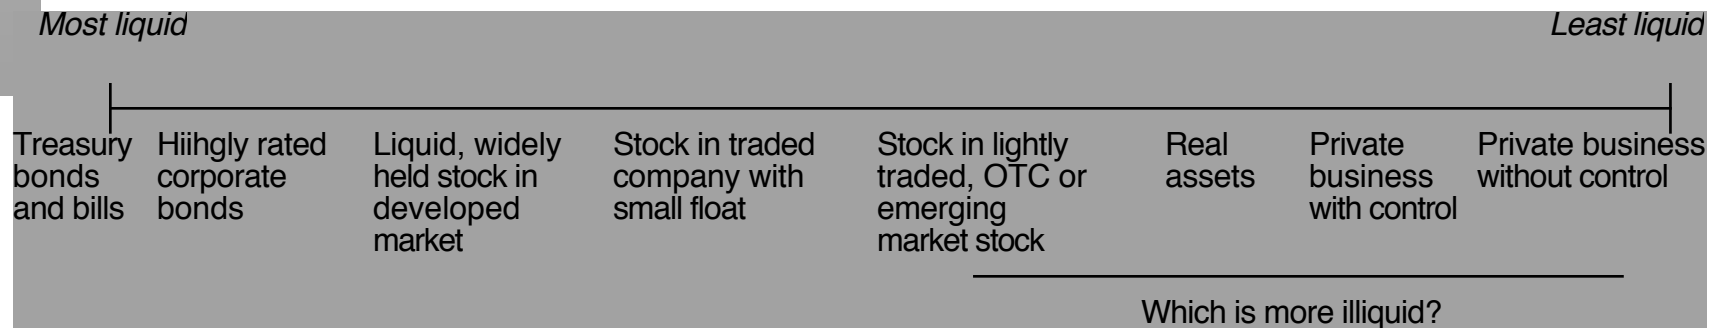 Most liquid
Least liquid
Treasury
bonds
and bills
Hiihgly rated
corporate
bonds
Liquid, widely
held stock in
developed
market
Stock in traded
company with
small float
Stock in lightly
traded, OTC or
emerging
market stock
Real
assets
Private
business
with control
Private business
without control
Which is more illiquid?